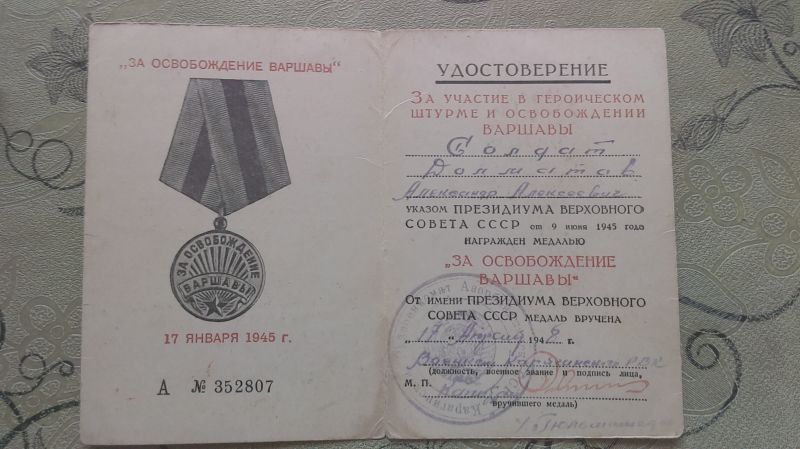 „ЗА ОСВОБОЖДЕНИЕ ВАРШАВЫ"
ЗА ОСВОБОЖДЕНИЕ
ВАРШАВЫ
17 ЯНВАРЯ 1945 г.
А № 352807
УДОСТОВЕРЕНИЕ
ЗА УЧАСТИЕ В ГЕРОИЧЕСКОМ
ШТУРМЕ И ОСВОБОЖДЕНИИ
ВАРШАВЫ
Солдат
Долматав
Александр Алексеевич
УКАЗОМ ПРЕЗИДИУМА ВЕРХОВНОГО
СОВЕТА СССР от 9 июня 1945 года
НАГРАЖДЕН МЕДАЛЬЮ
„ЗА ОСВОБОЖДЕНИЕ
ВАРШАВЫ"
От имени ПРЕЗИДИУМА ВЕРХОВНОГО
СОВЕТА СССР МЕДАЛЬ ВРУЧЕНА
„17" 194 г.
(должность, военное звание и подпись лица,
М. П.
вручившего медаль)